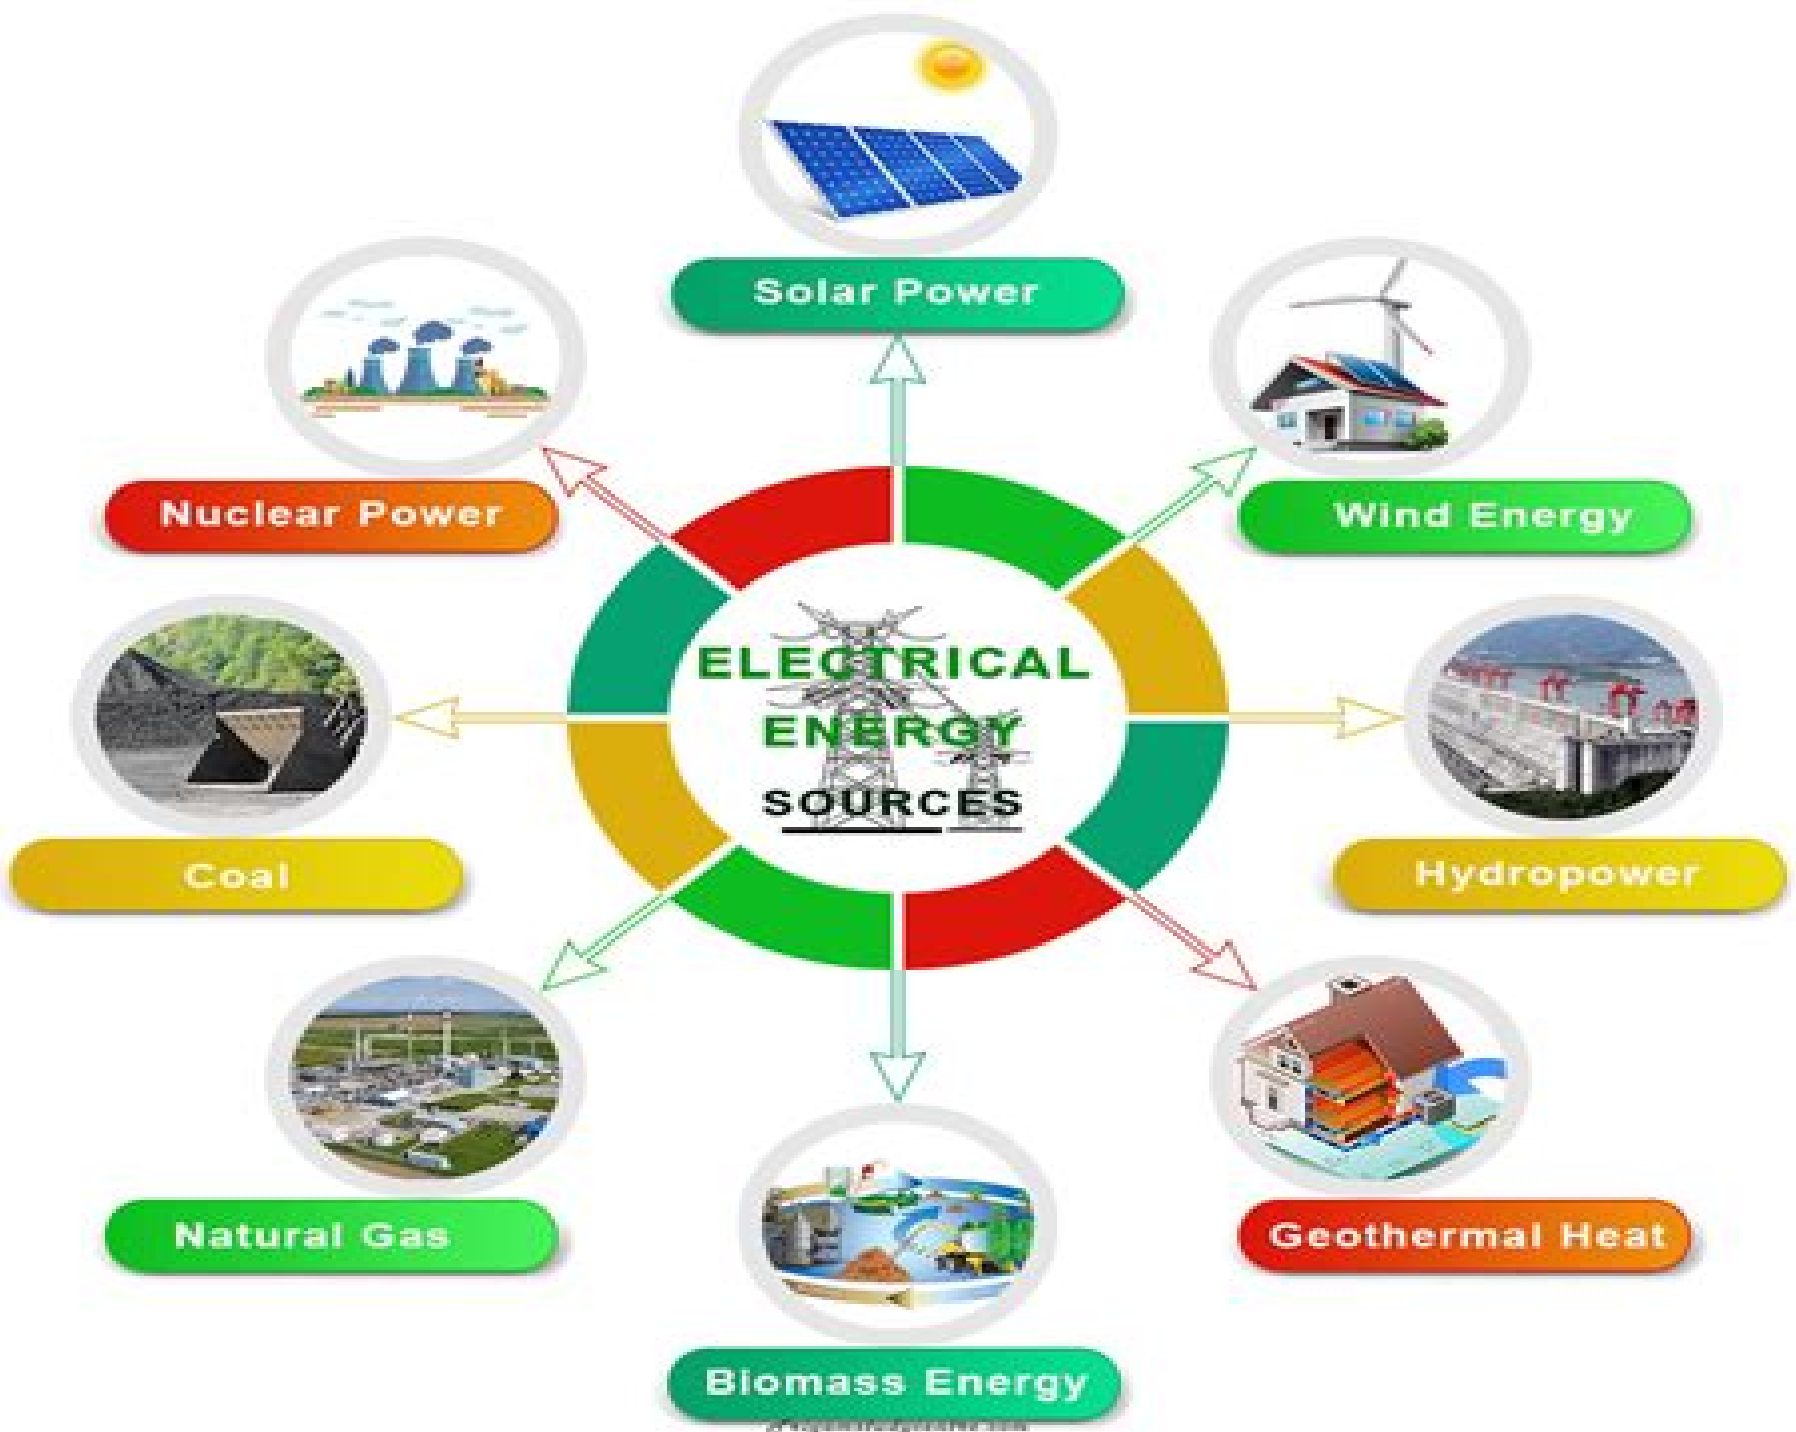 Solar Power
Nuclear Power
Wind Energy
ELECTRICAL
ENERGY
SOURCES
Coal
Hydropower
Natural Gas
Geothermal Heat
Biomass Energy